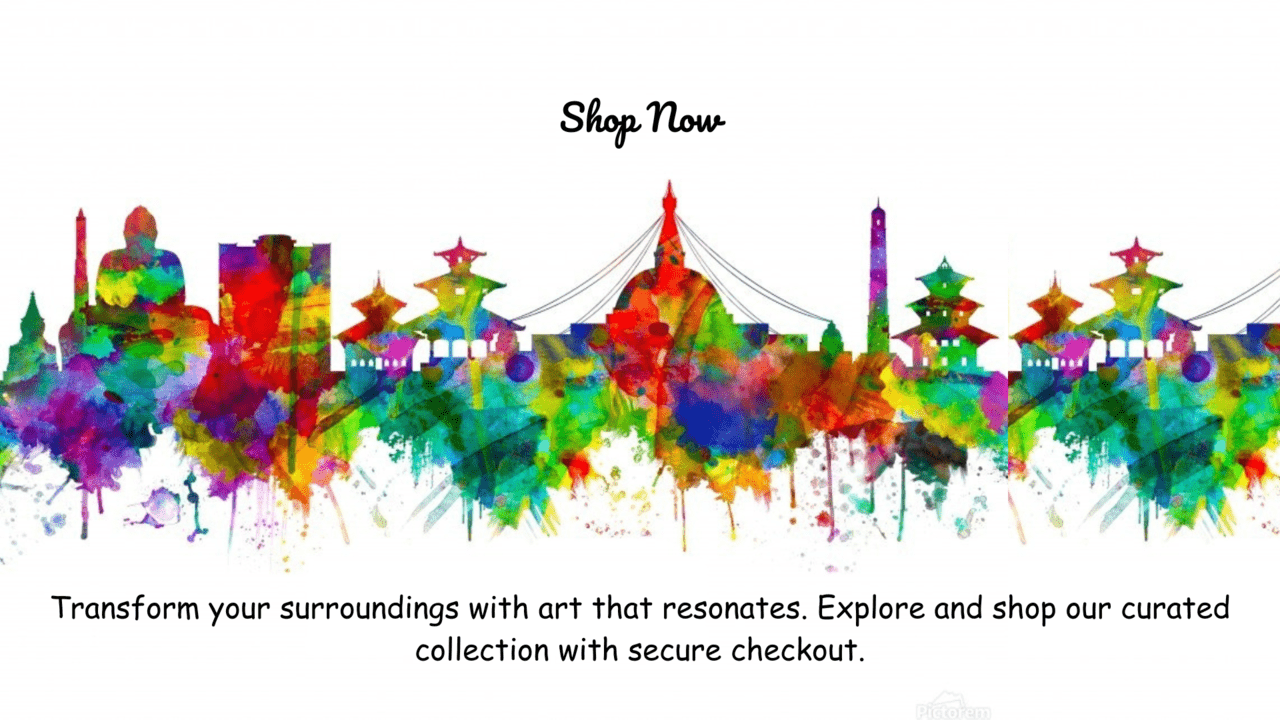 Shop Now
Transform your surroundings with art that resonates. Explore and shop our curated
collection with secure checkout.
Pictorem